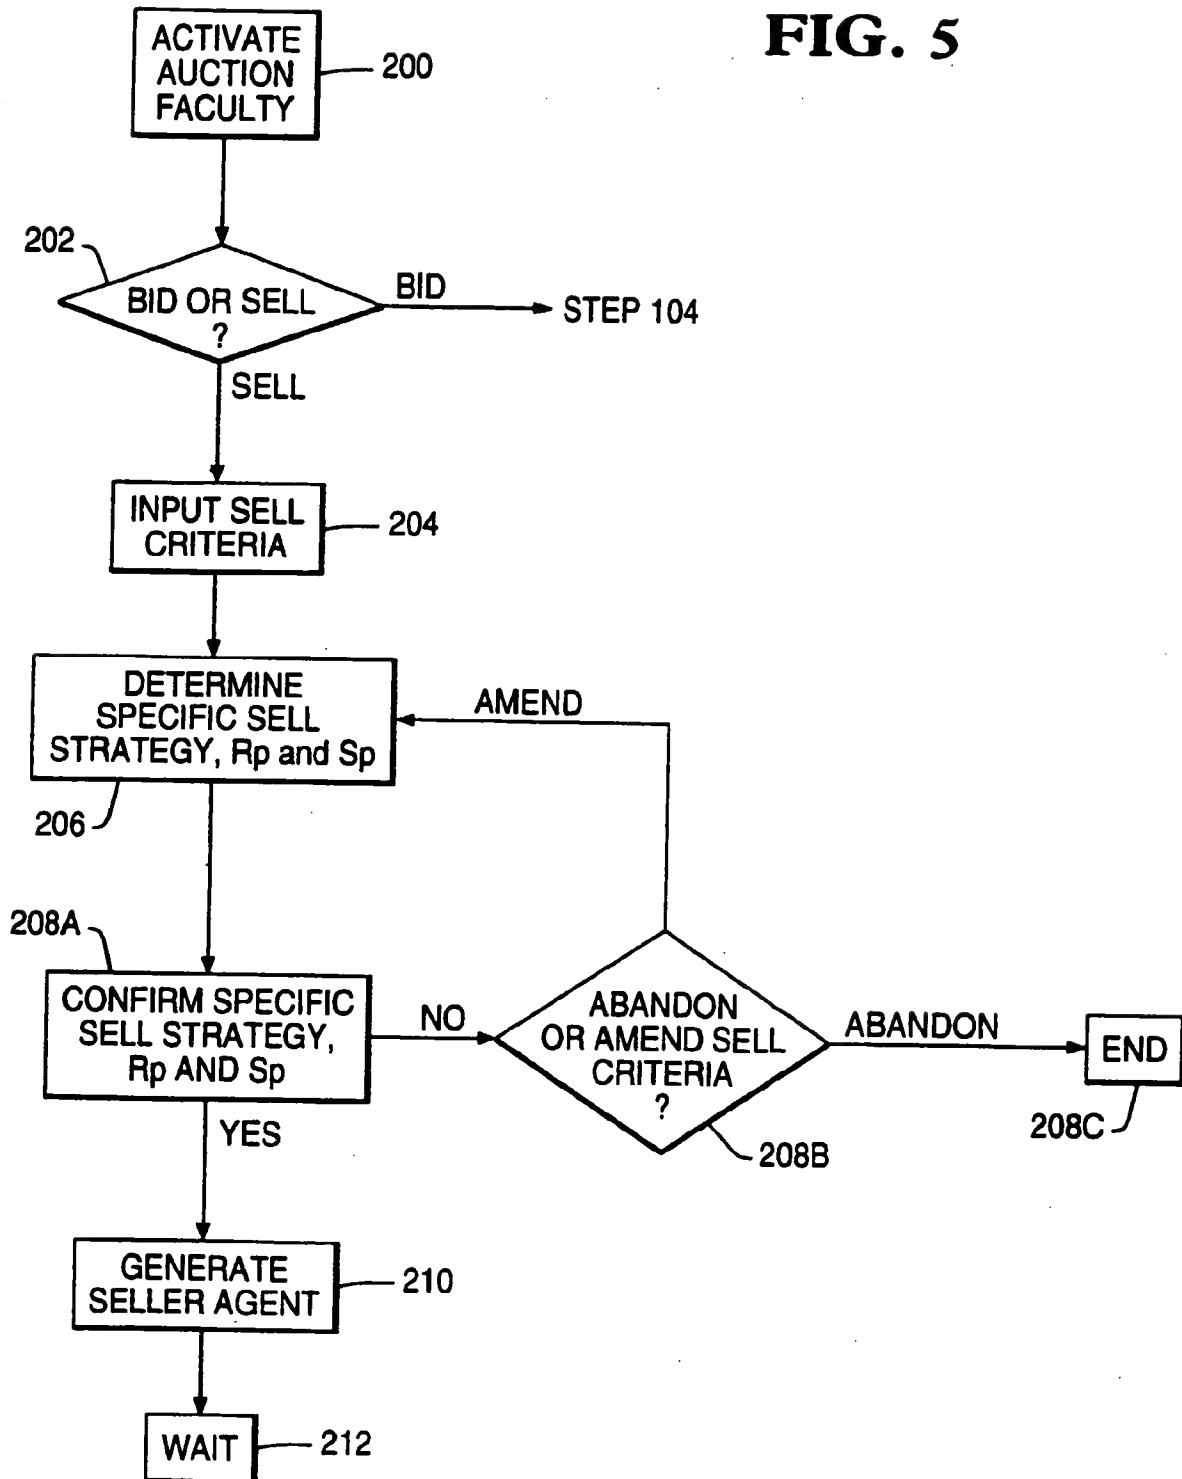 FIG. 5
ACTIVATE
AUCTION
FACULTY
200
202
BID OR SELL
?
BID
STEP 104
SELL
INPUT SELL
CRITERIA
204
DETERMINE
SPECIFIC SELL
STRATEGY, Rp and Sp
206
AMEND
208A
CONFIRM SPECIFIC
SELL STRATEGY,
Rp AND Sp
NO
ABANDON
OR AMEND SELL
CRITERIA
?
208B
ABANDON
END
208C
YES
GENERATE
SELLER AGENT
210
WAIT
212